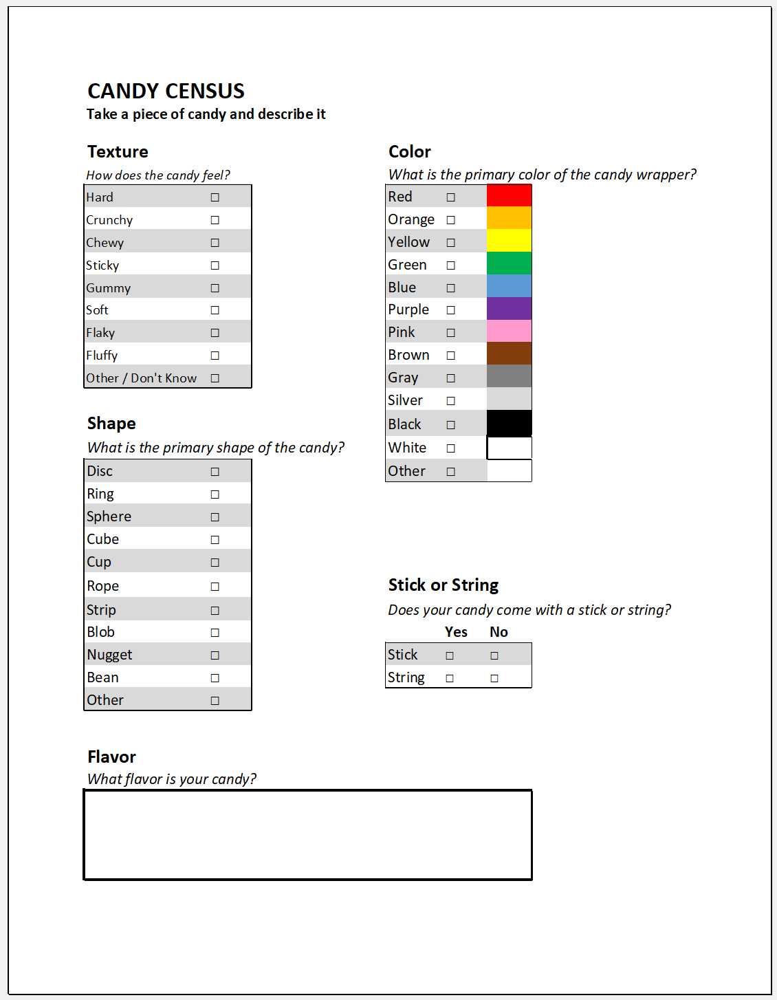 CANDY CENSUS
Take a piece of candy and describe it
Texture
How does the candy feel?
Hard ☐
Crunchy ☐
Chewy ☐
Sticky ☐
Gummy ☐
Soft ☐
Flaky ☐
Fluffy ☐
Other / Don't Know ☐
Shape
What is the primary shape of the candy?
Disc ☐
Ring ☐
Sphere ☐
Cube ☐
Cup ☐
Rope ☐
Strip ☐
Blob ☐
Nugget ☐
Bean ☐
Other ☐
Color
What is the primary color of the candy wrapper?
Red ☐
Orange ☐
Yellow ☐
Green ☐
Blue ☐
Purple ☐
Pink ☐
Brown ☐
Gray ☐
Silver ☐
Black ☐
White ☐
Other ☐
Stick or String
Does your candy come with a stick or string?
Yes No
Stick ☐ ☐
String ☐ ☐
Flavor
What flavor is your candy?